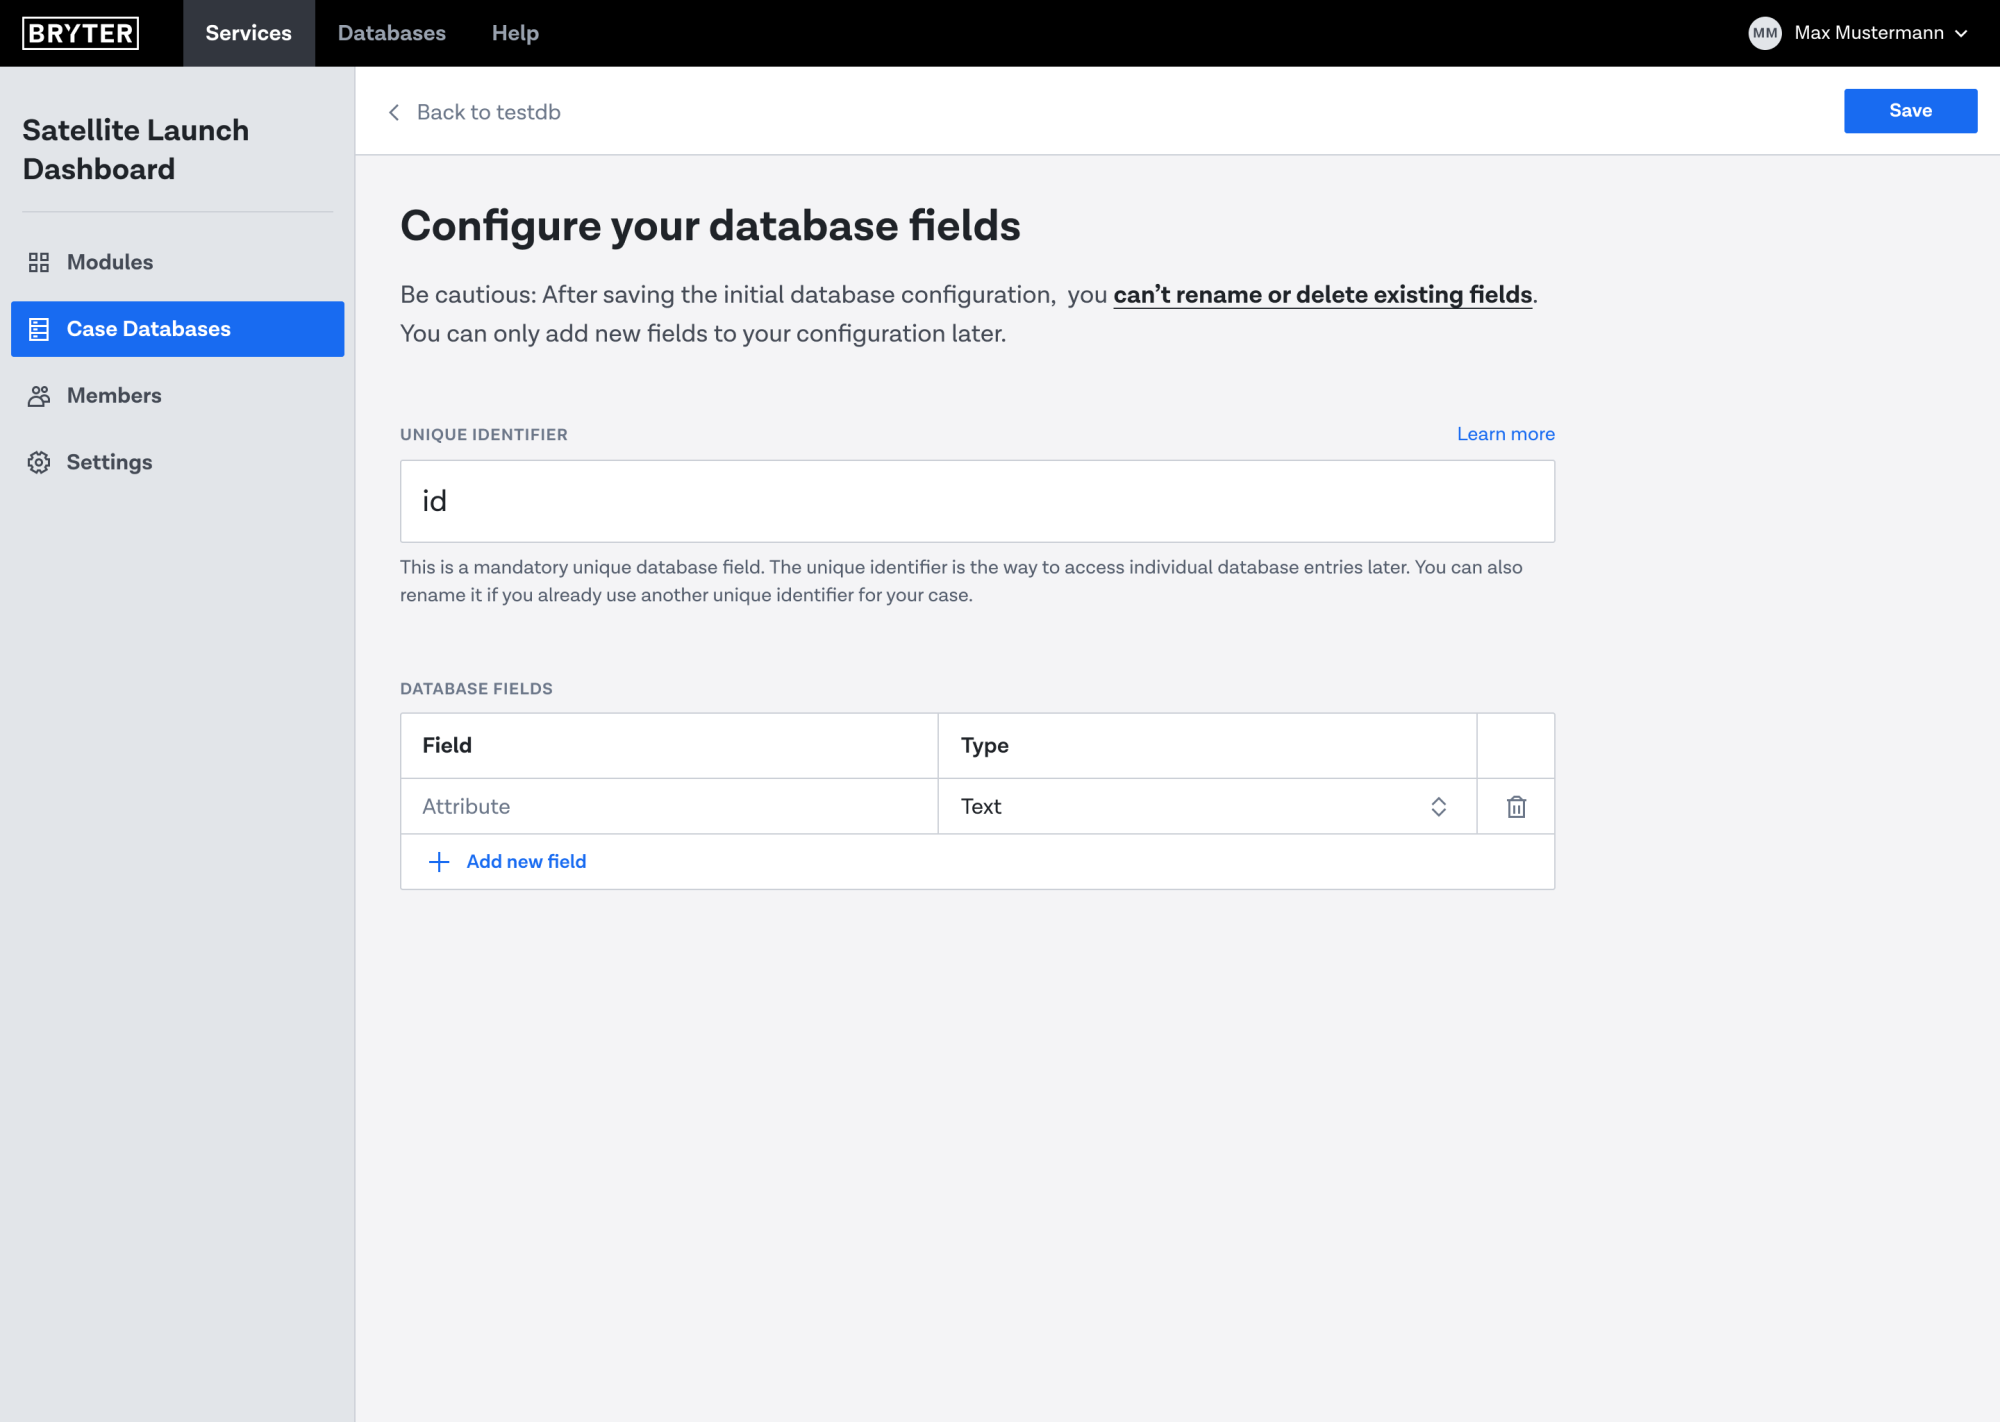 BRYTER
Services
Databases
Help
MM
Max Mustermann
Satellite Launch
Dashboard
Modules
Case Databases
Members
Settings
Back to testdb
Save
Configure your database fields
Be cautious: After saving the initial database configuration, you can’t rename or delete existing fields.
You can only add new fields to your configuration later.
UNIQUE IDENTIFIER
Learn more
id
This is a mandatory unique database field. The unique identifier is the way to access individual database entries later. You can also
rename it if you already use another unique identifier for your case.
DATABASE FIELDS
Field
Type
Attribute
Text
Add new field